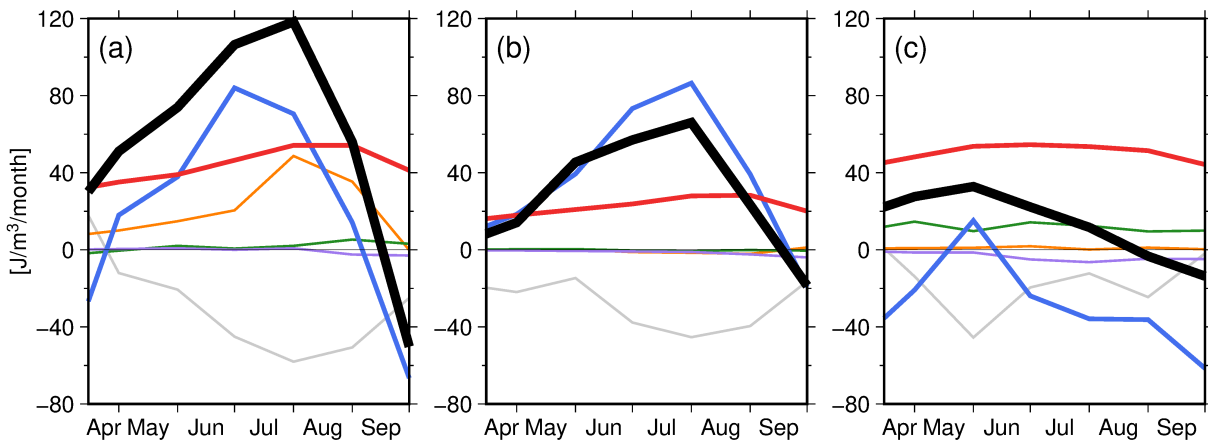 120 120 120
(a) (b) (c)
80 80 80
40 40 40
[J/m³/month]
0 0 0
−40 −40 −40
−80 −80 −80
Apr May Jun Jul Aug Sep Apr May Jun Jul Aug Sep Apr May Jun Jul Aug Sep